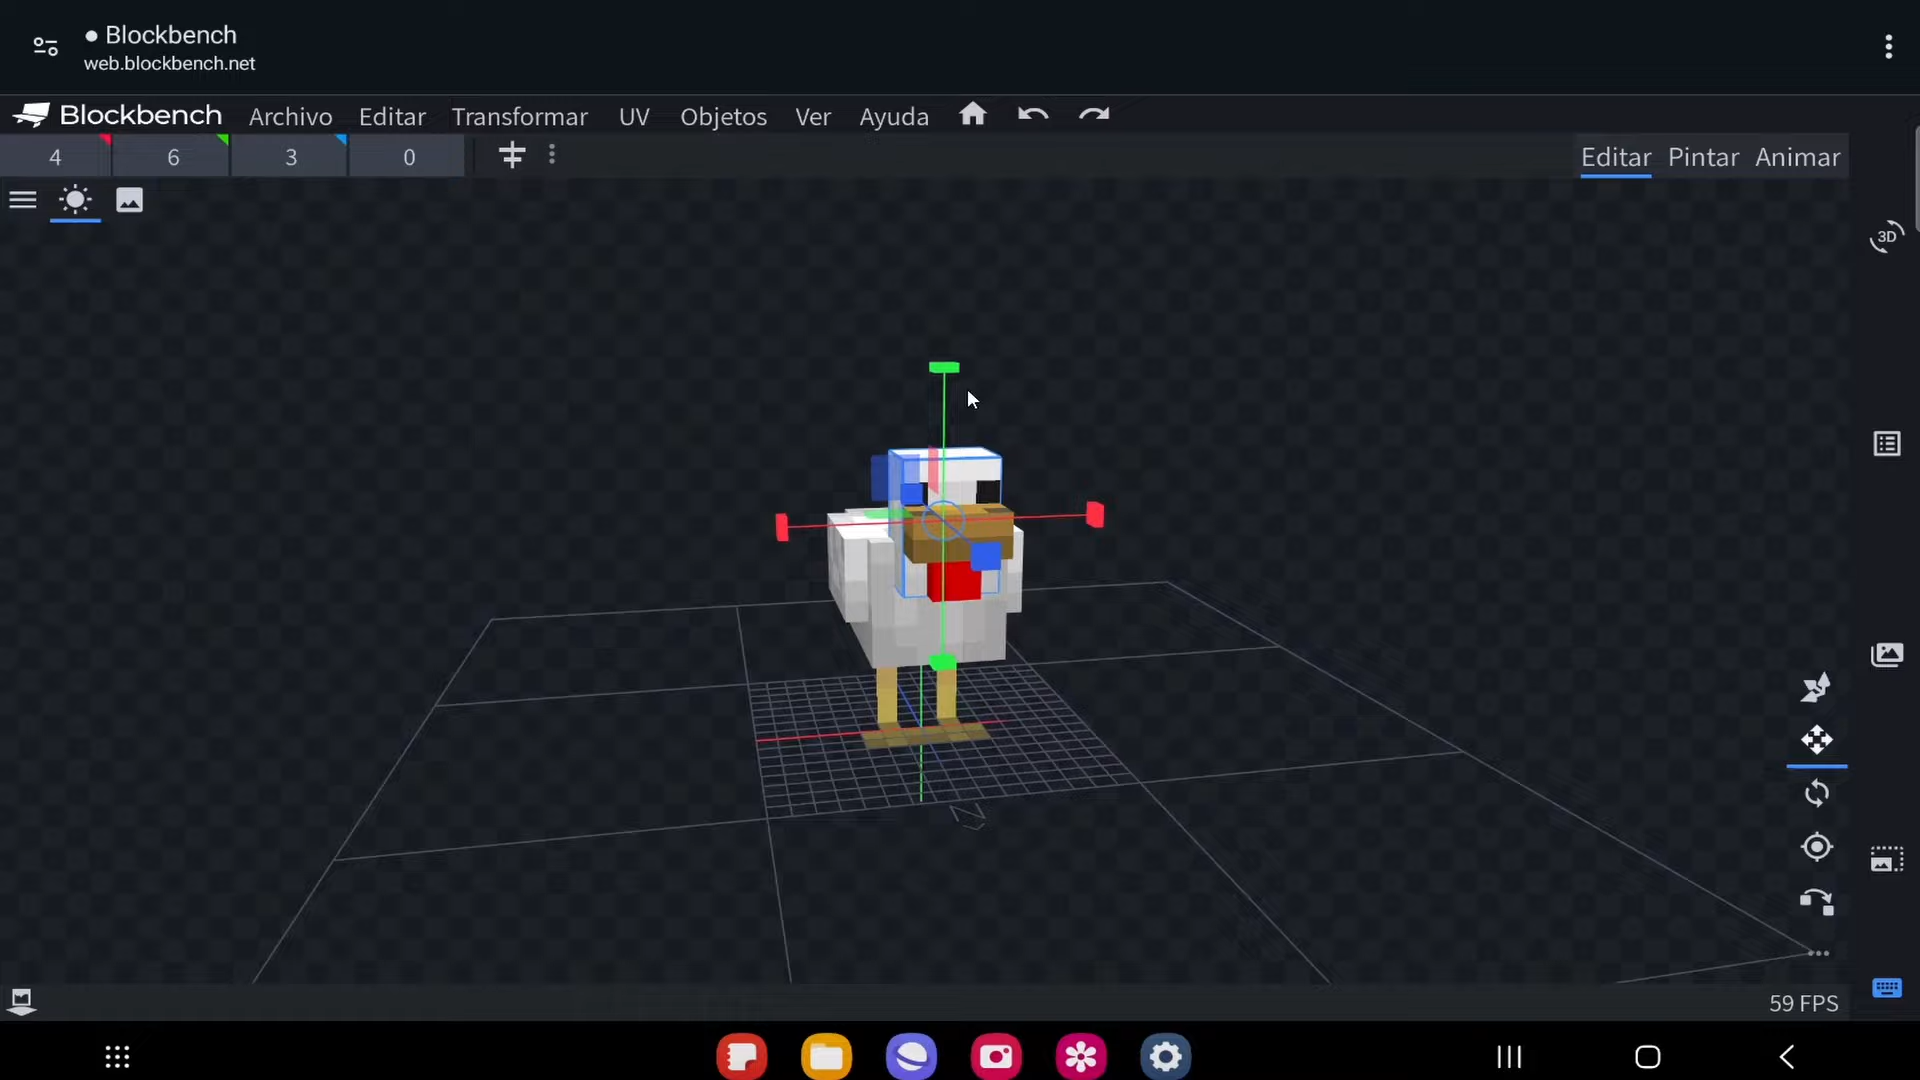 Blockbench
web.blockbench.net
Blockbench Archivo Editar Transformar UV Objetos Ver Ayuda
4 6 3 0 Editar Pintar Animar
3D
59 FPS